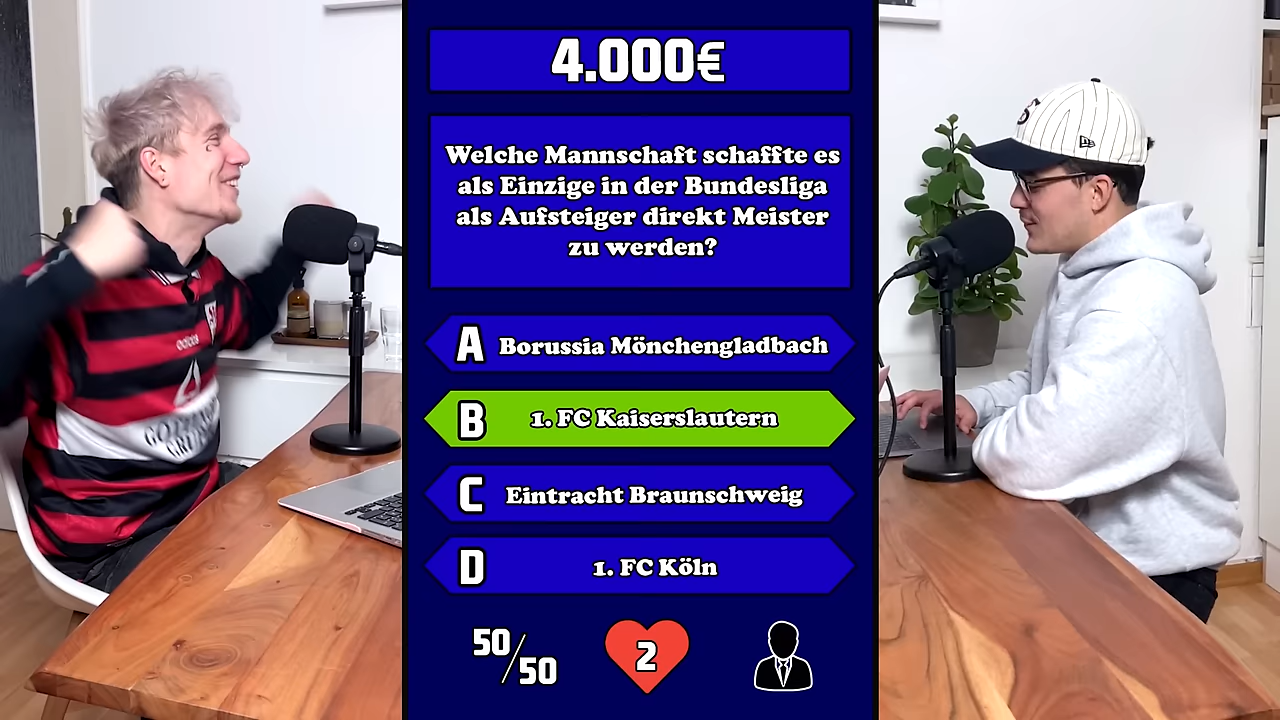 4.000€
Welche Mannschaft schaffte es
als Einzige in der Bundesliga
als Aufsteiger direkt Meister
zu werden?
A Borussia Mönchengladbach
B 1. FC Kaiserslautern
C Eintracht Braunschweig
D 1. FC Köln
50/50
2
adidas